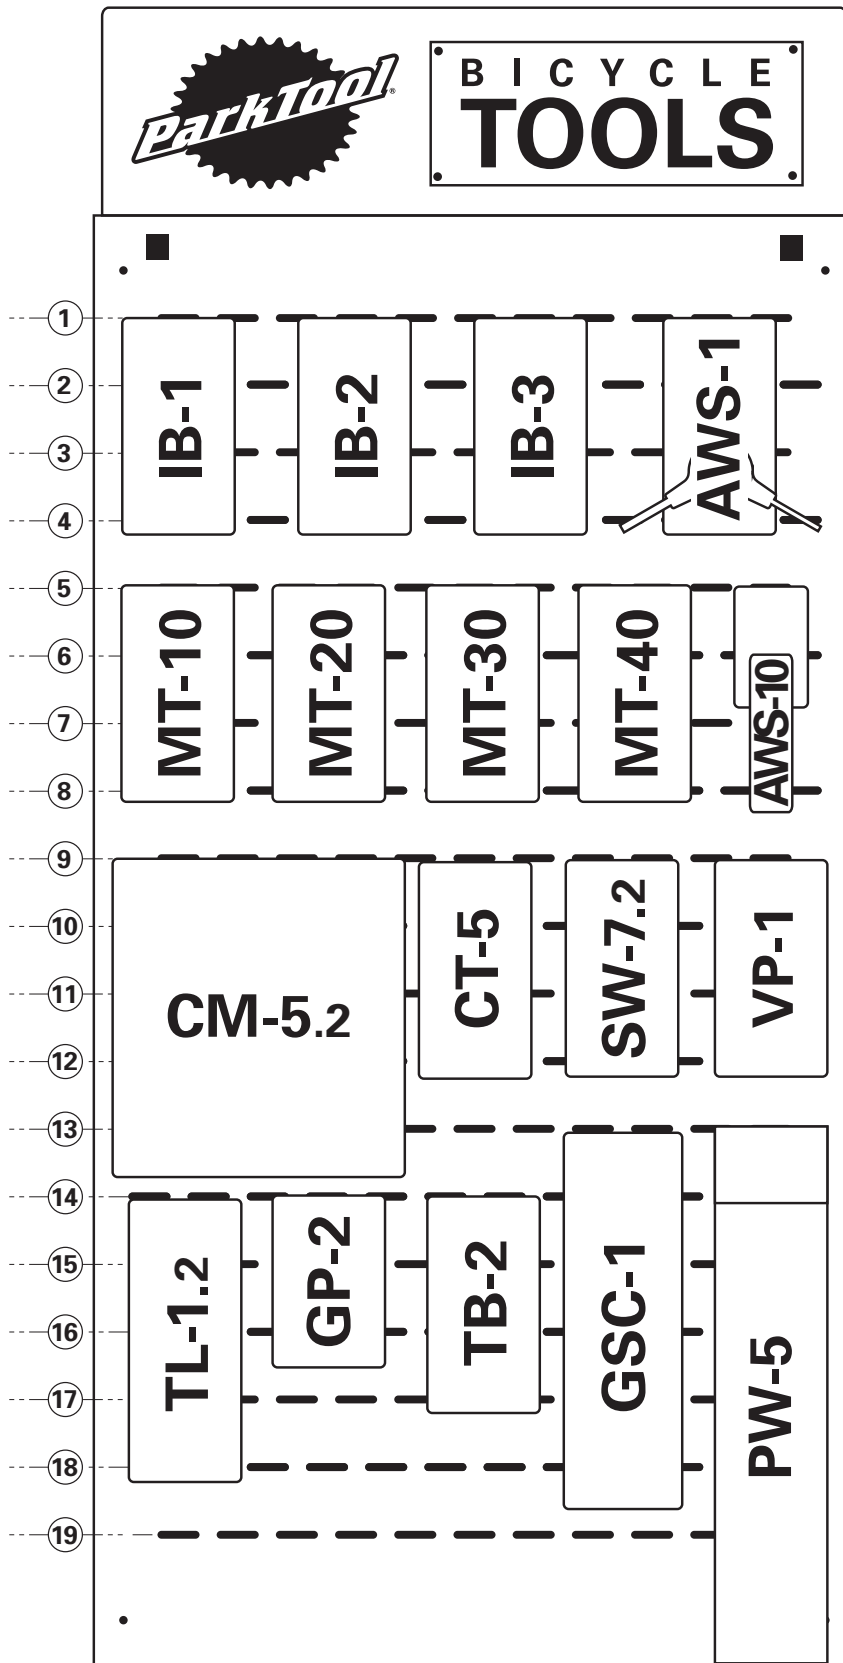 ParkTool®
BICYCLE
TOOLS
1
IB-1
IB-2
IB-3
AWS-1
2
3
4
5
MT-10
MT-20
MT-30
MT-40
AWS-10
6
7
8
9
CM-5.2
CT-5
SW-7.2
VP-1
10
11
12
13
14
TL-1.2
GP-2
TB-2
GSC-1
PW-5
15
16
17
18
19